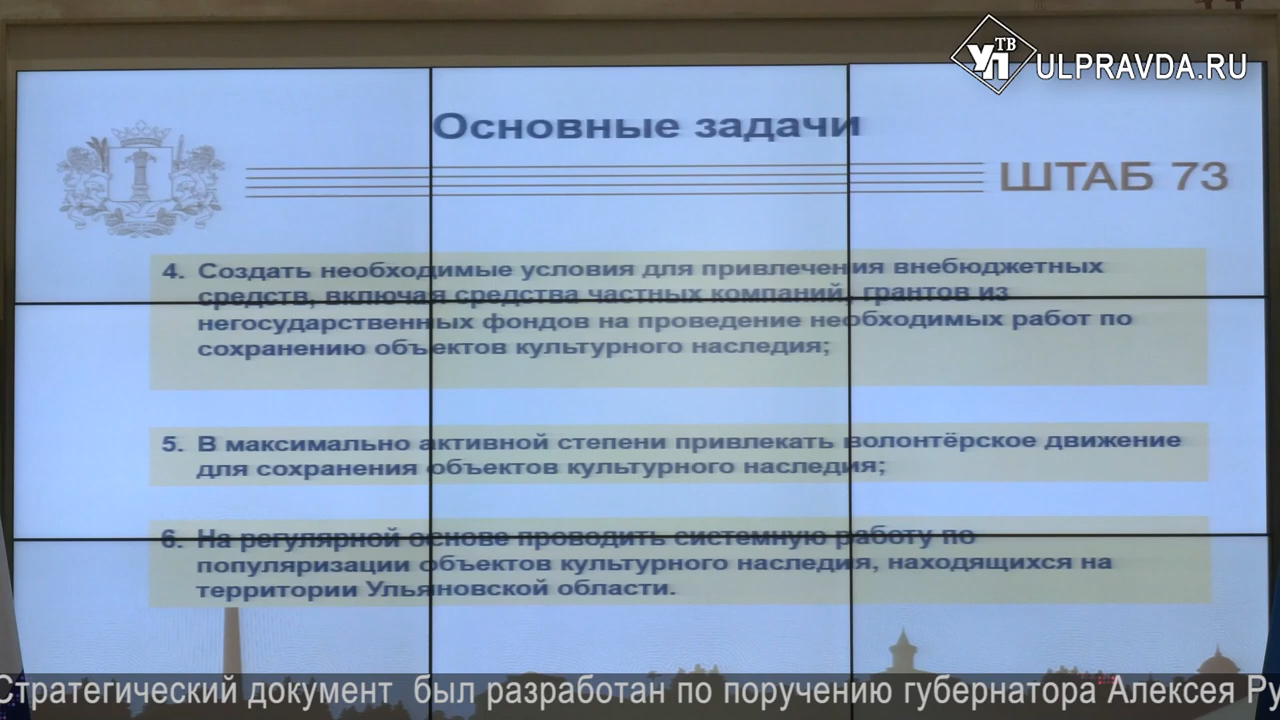 УП ТВ ULPRAVDA.RU
Основные задачи
ШТАБ 73
4. Создать необходимые условия для привлечения внебюджетных
средств, включая средства частных компаний, грантов из
негосударственных фондов на проведение необходимых работ по
сохранению объектов культурного наследия;
5. В максимально активной степени привлекать волонтёрское движение
для сохранения объектов культурного наследия;
6. На регулярной основе проводить системную работу по
популяризации объектов культурного наследия, находящихся на
территории Ульяновской области.
Стратегический документ был разработан по поручению губернатора Алексея Ру